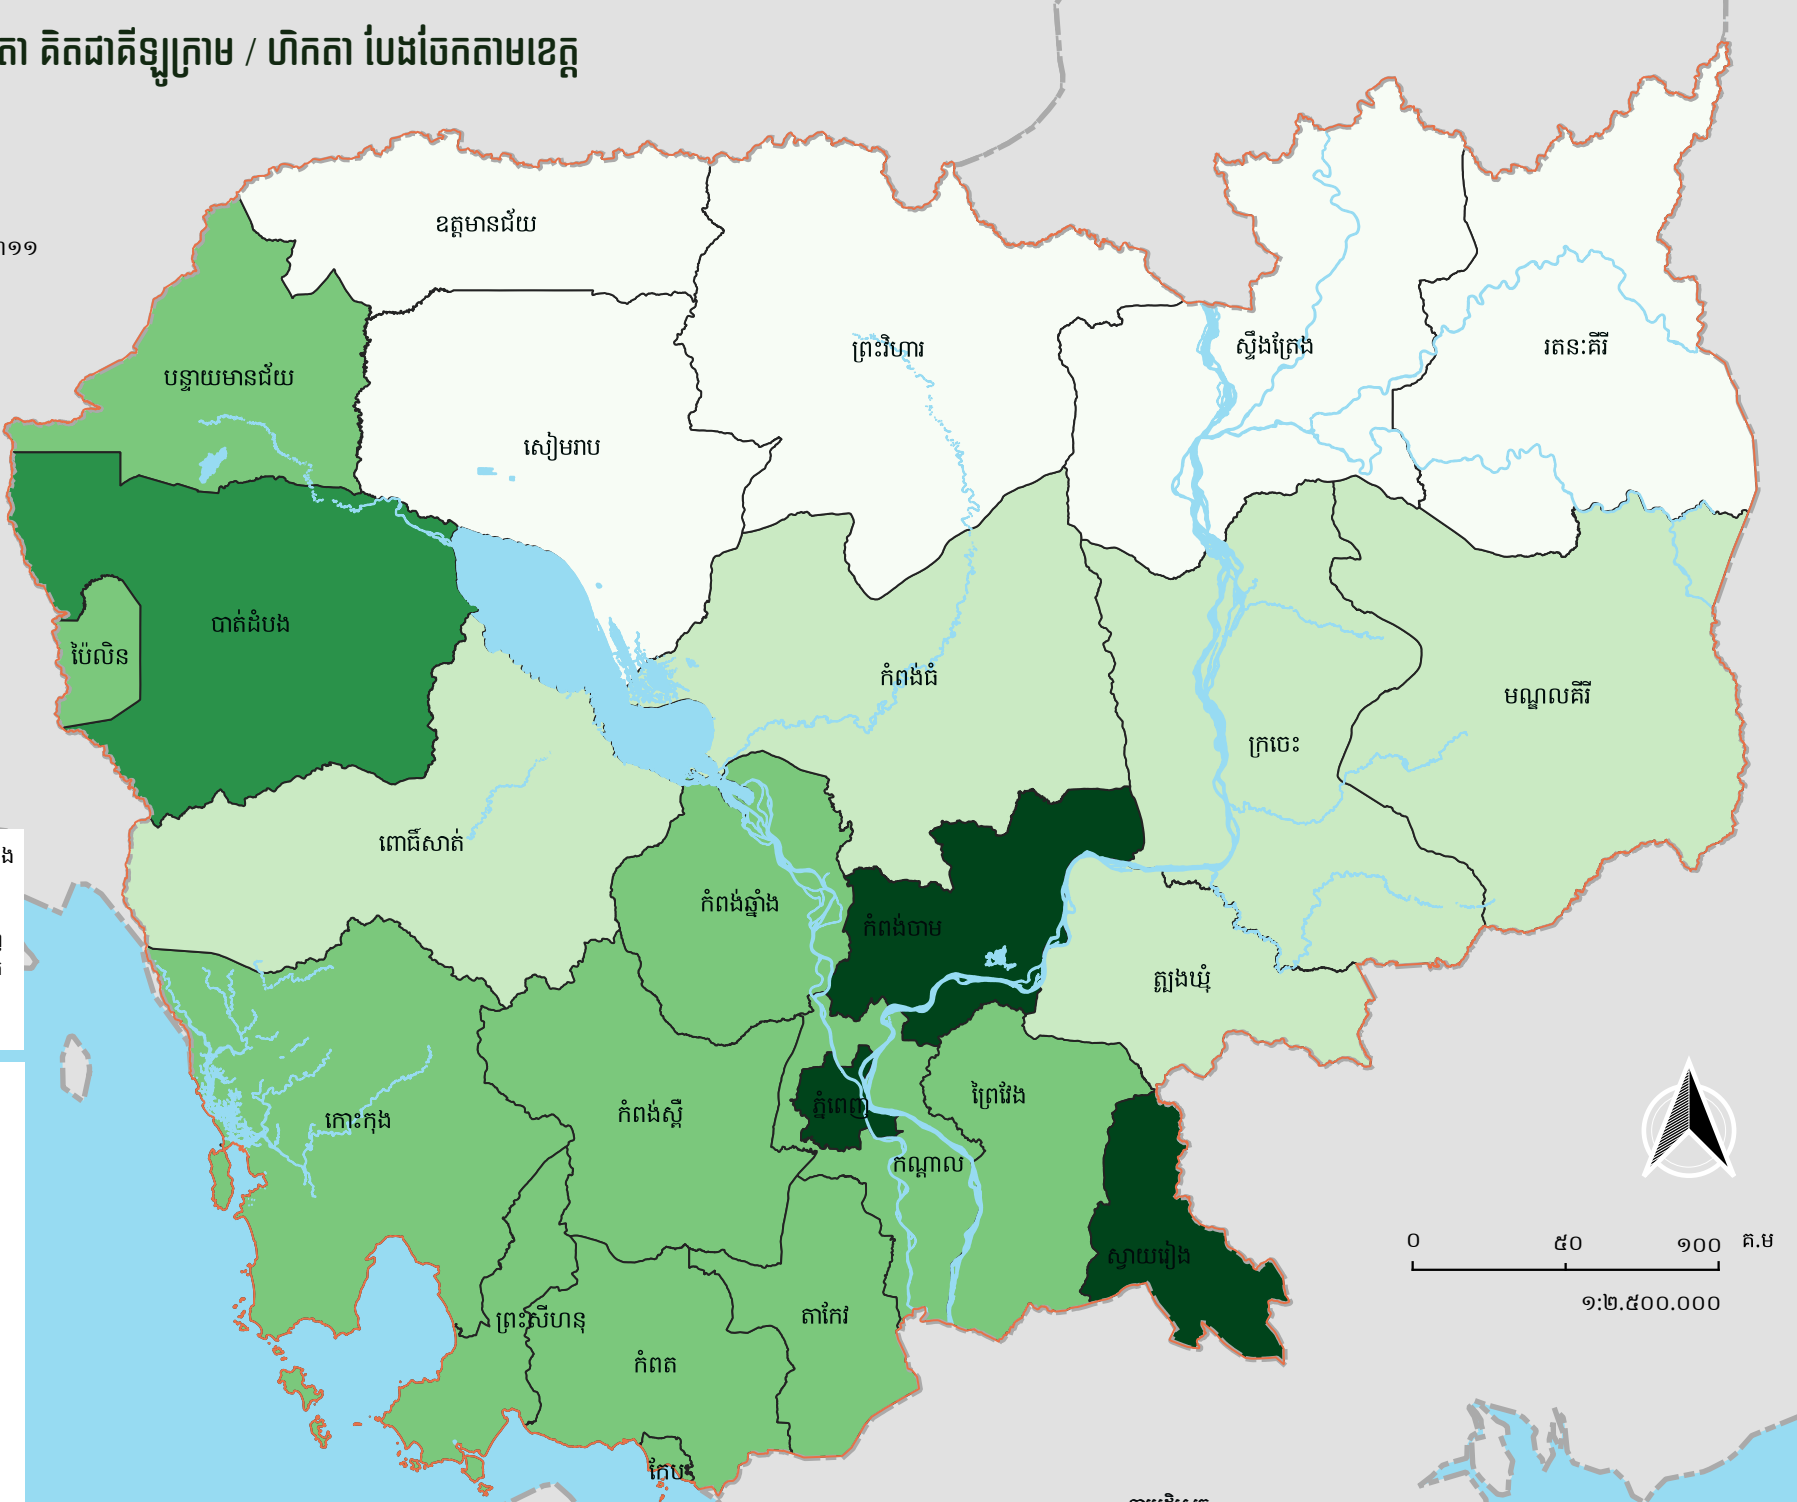 តា គិតជាគីឡូក្រាម / ហិកតា បែងចែកតាមខេត្ត
ឧត្តមានជ័យ
ព្រះវិហារ
ស្ទឹងត្រែង
រតនៈគីរី
បន្ទាយមានជ័យ
សៀមរាប
បាត់ដំបង
ប៉ៃលិន
កំពង់ធំ
មណ្ឌលគីរី
ក្រចេះ
ពោធិ៍សាត់
កំពង់ឆ្នាំង
កំពង់ចាម
ត្បូងឃ្មុំ
កោះកុង
កំពង់ស្ពឺ
ភ្នំពេញ
ព្រៃវែង
កណ្តាល
ស្វាយរៀង
០ ៥០ ១០០ គ.ម
១:២.៥០០.០០០
ព្រះសីហនុ
តាកែវ
កំពត
កែប